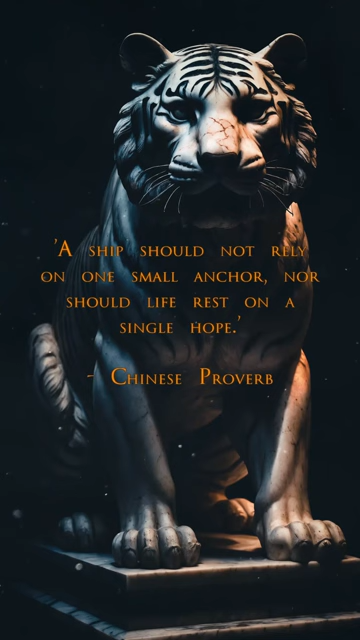 'A ship should not rely
on one small anchor, nor
should life rest on a
single hope.'
- Chinese Proverb